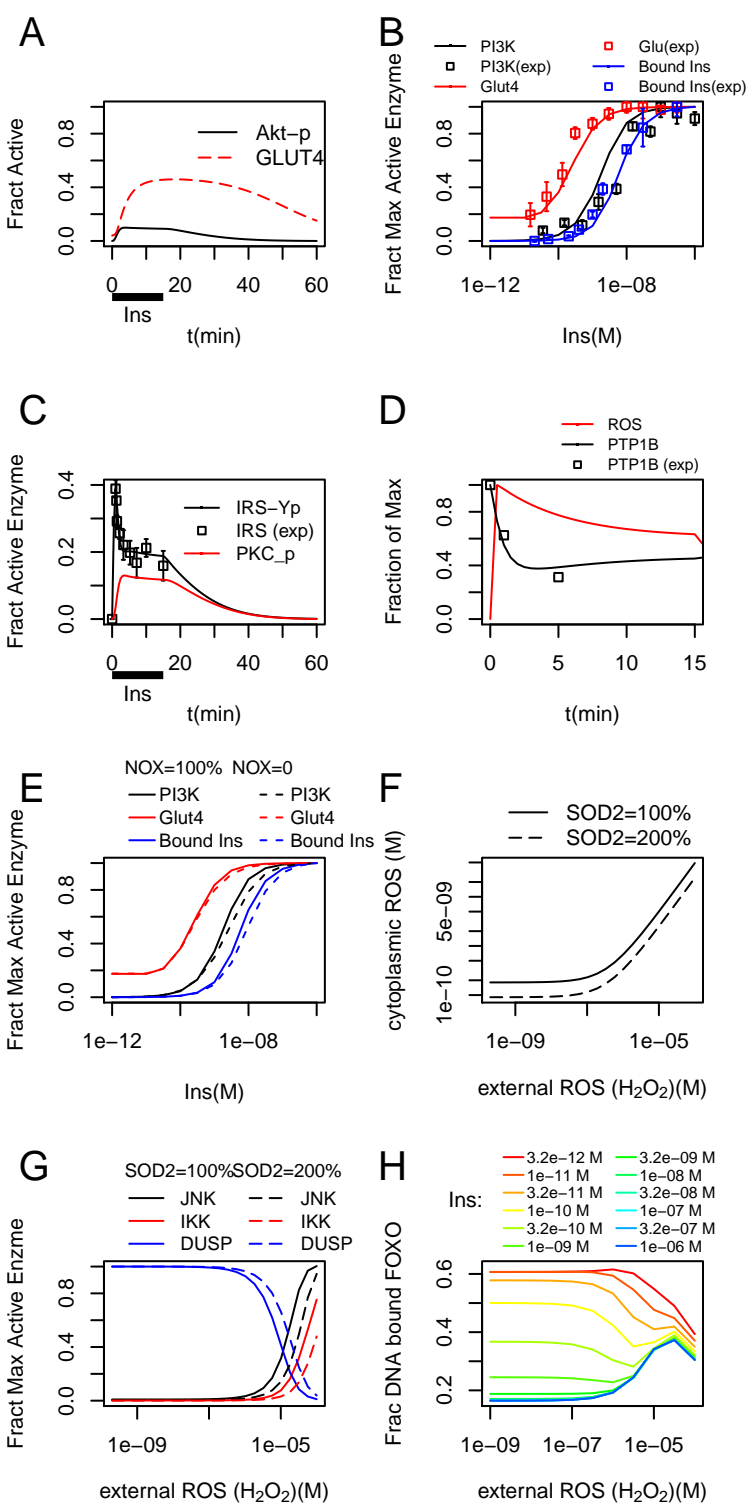 A
Akt−p
GLUT4
Fract Active
0.0 0.4 0.8
0 20 40 60
Ins
t(min)
B
PI3K
PI3K(exp)
Glut4
Glu(exp)
Bound Ins
Bound Ins(exp)
Fract Max Active Enzyme
0.0 0.4 0.8
1e−12 1e−08
Ins(M)
C
IRS−Yp
IRS (exp)
PKC_p
Fract Active Enzyme
0.0 0.2 0.4
0 20 40 60
Ins
t(min)
D
ROS
PTP1B
PTP1B (exp)
Fraction of Max
0.0 0.4 0.8
0 5 10 15
t(min)
E
NOX=100% NOX=0
PI3K PI3K
Glut4 Glut4
Bound Ins Bound Ins
Fract Max Active Enzyme
0.0 0.4 0.8
1e−12 1e−08
Ins(M)
F
SOD2=100%
SOD2=200%
cytoplasmic ROS (M)
1e−10 5e−09
1e−09 1e−05
external ROS (H₂O₂)(M)
G
SOD2=100% SOD2=200%
JNK JNK
IKK IKK
DUSP DUSP
Fract Max Active Enzme
0.0 0.4 0.8
1e−09 1e−05
external ROS (H₂O₂)(M)
H
Ins:
3.2e−12 M 3.2e−09 M
1e−11 M 1e−08 M
3.2e−11 M 3.2e−08 M
1e−10 M 1e−07 M
3.2e−10 M 3.2e−07 M
1e−09 M 1e−06 M
Frac DNA bound FOXO
0.2 0.4 0.6
1e−09 1e−07 1e−05
external ROS (H₂O₂)(M)